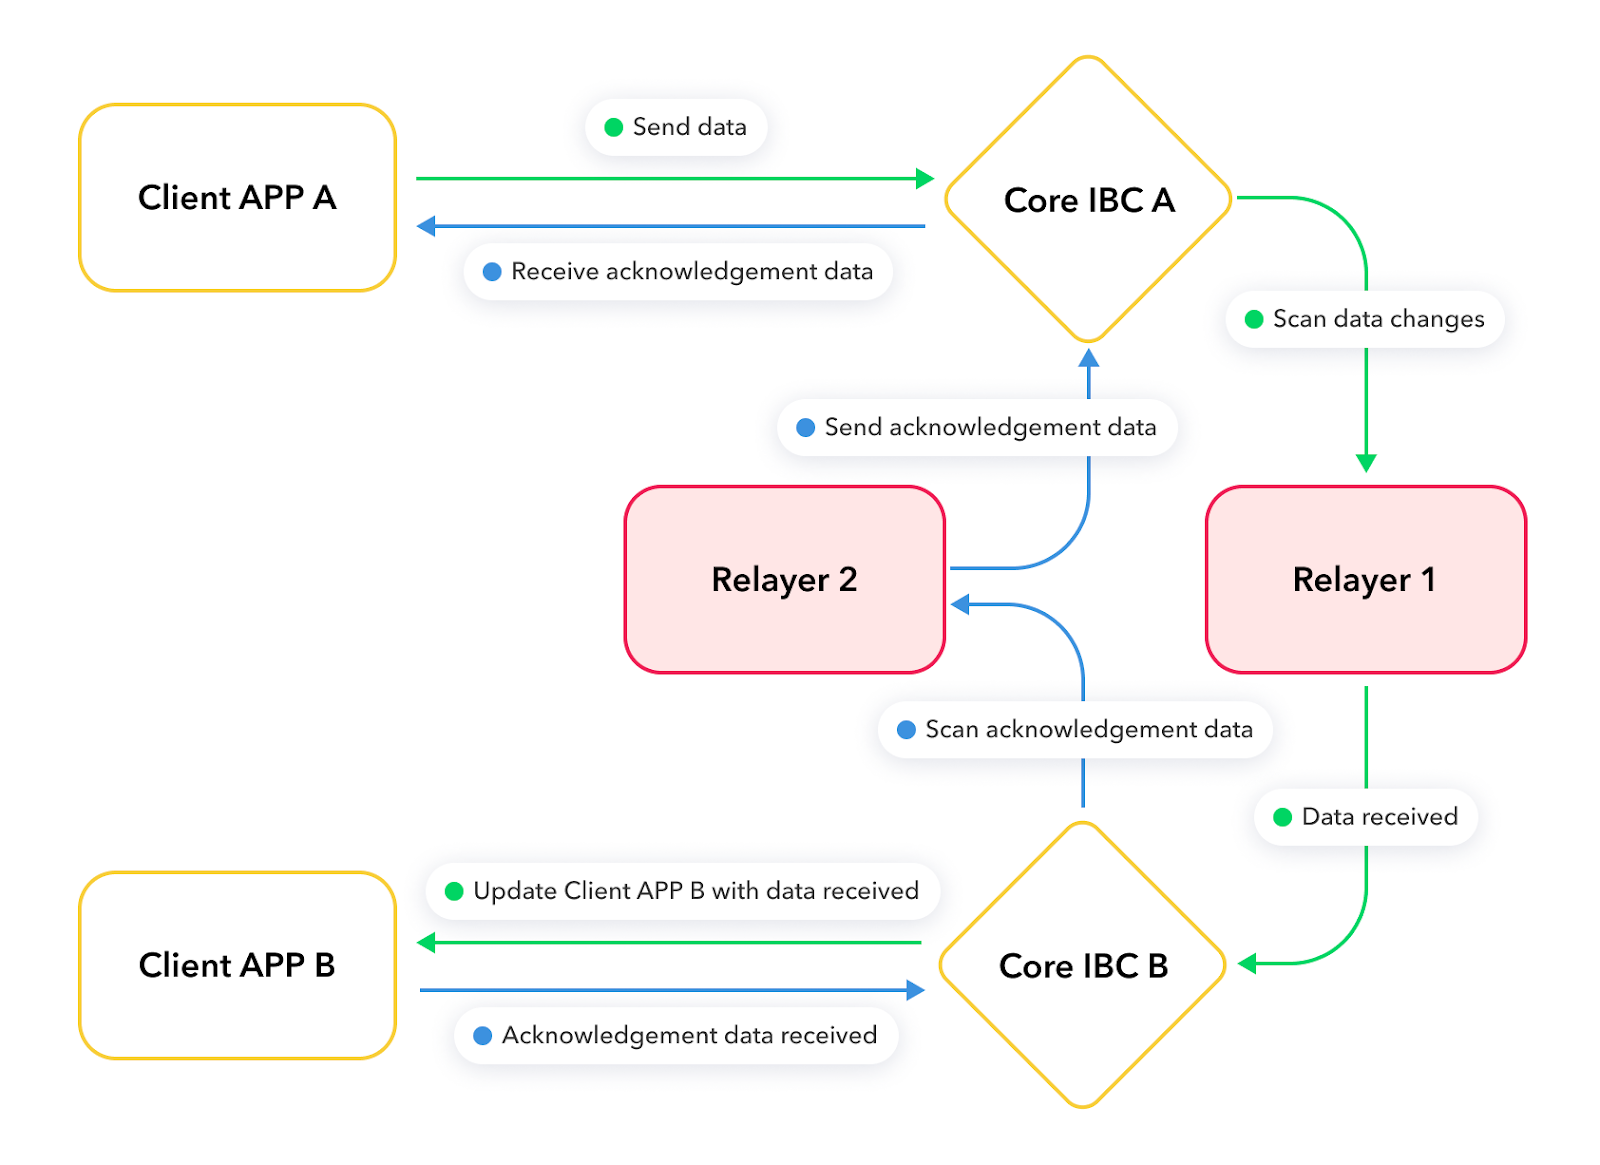 Send data
Client APP A
Core IBC A
Receive acknowledgement data
Scan data changes
Send acknowledgement data
Relayer 2
Relayer 1
Scan acknowledgement data
Data received
Update Client APP B with data received
Client APP B
Core IBC B
Acknowledgement data received